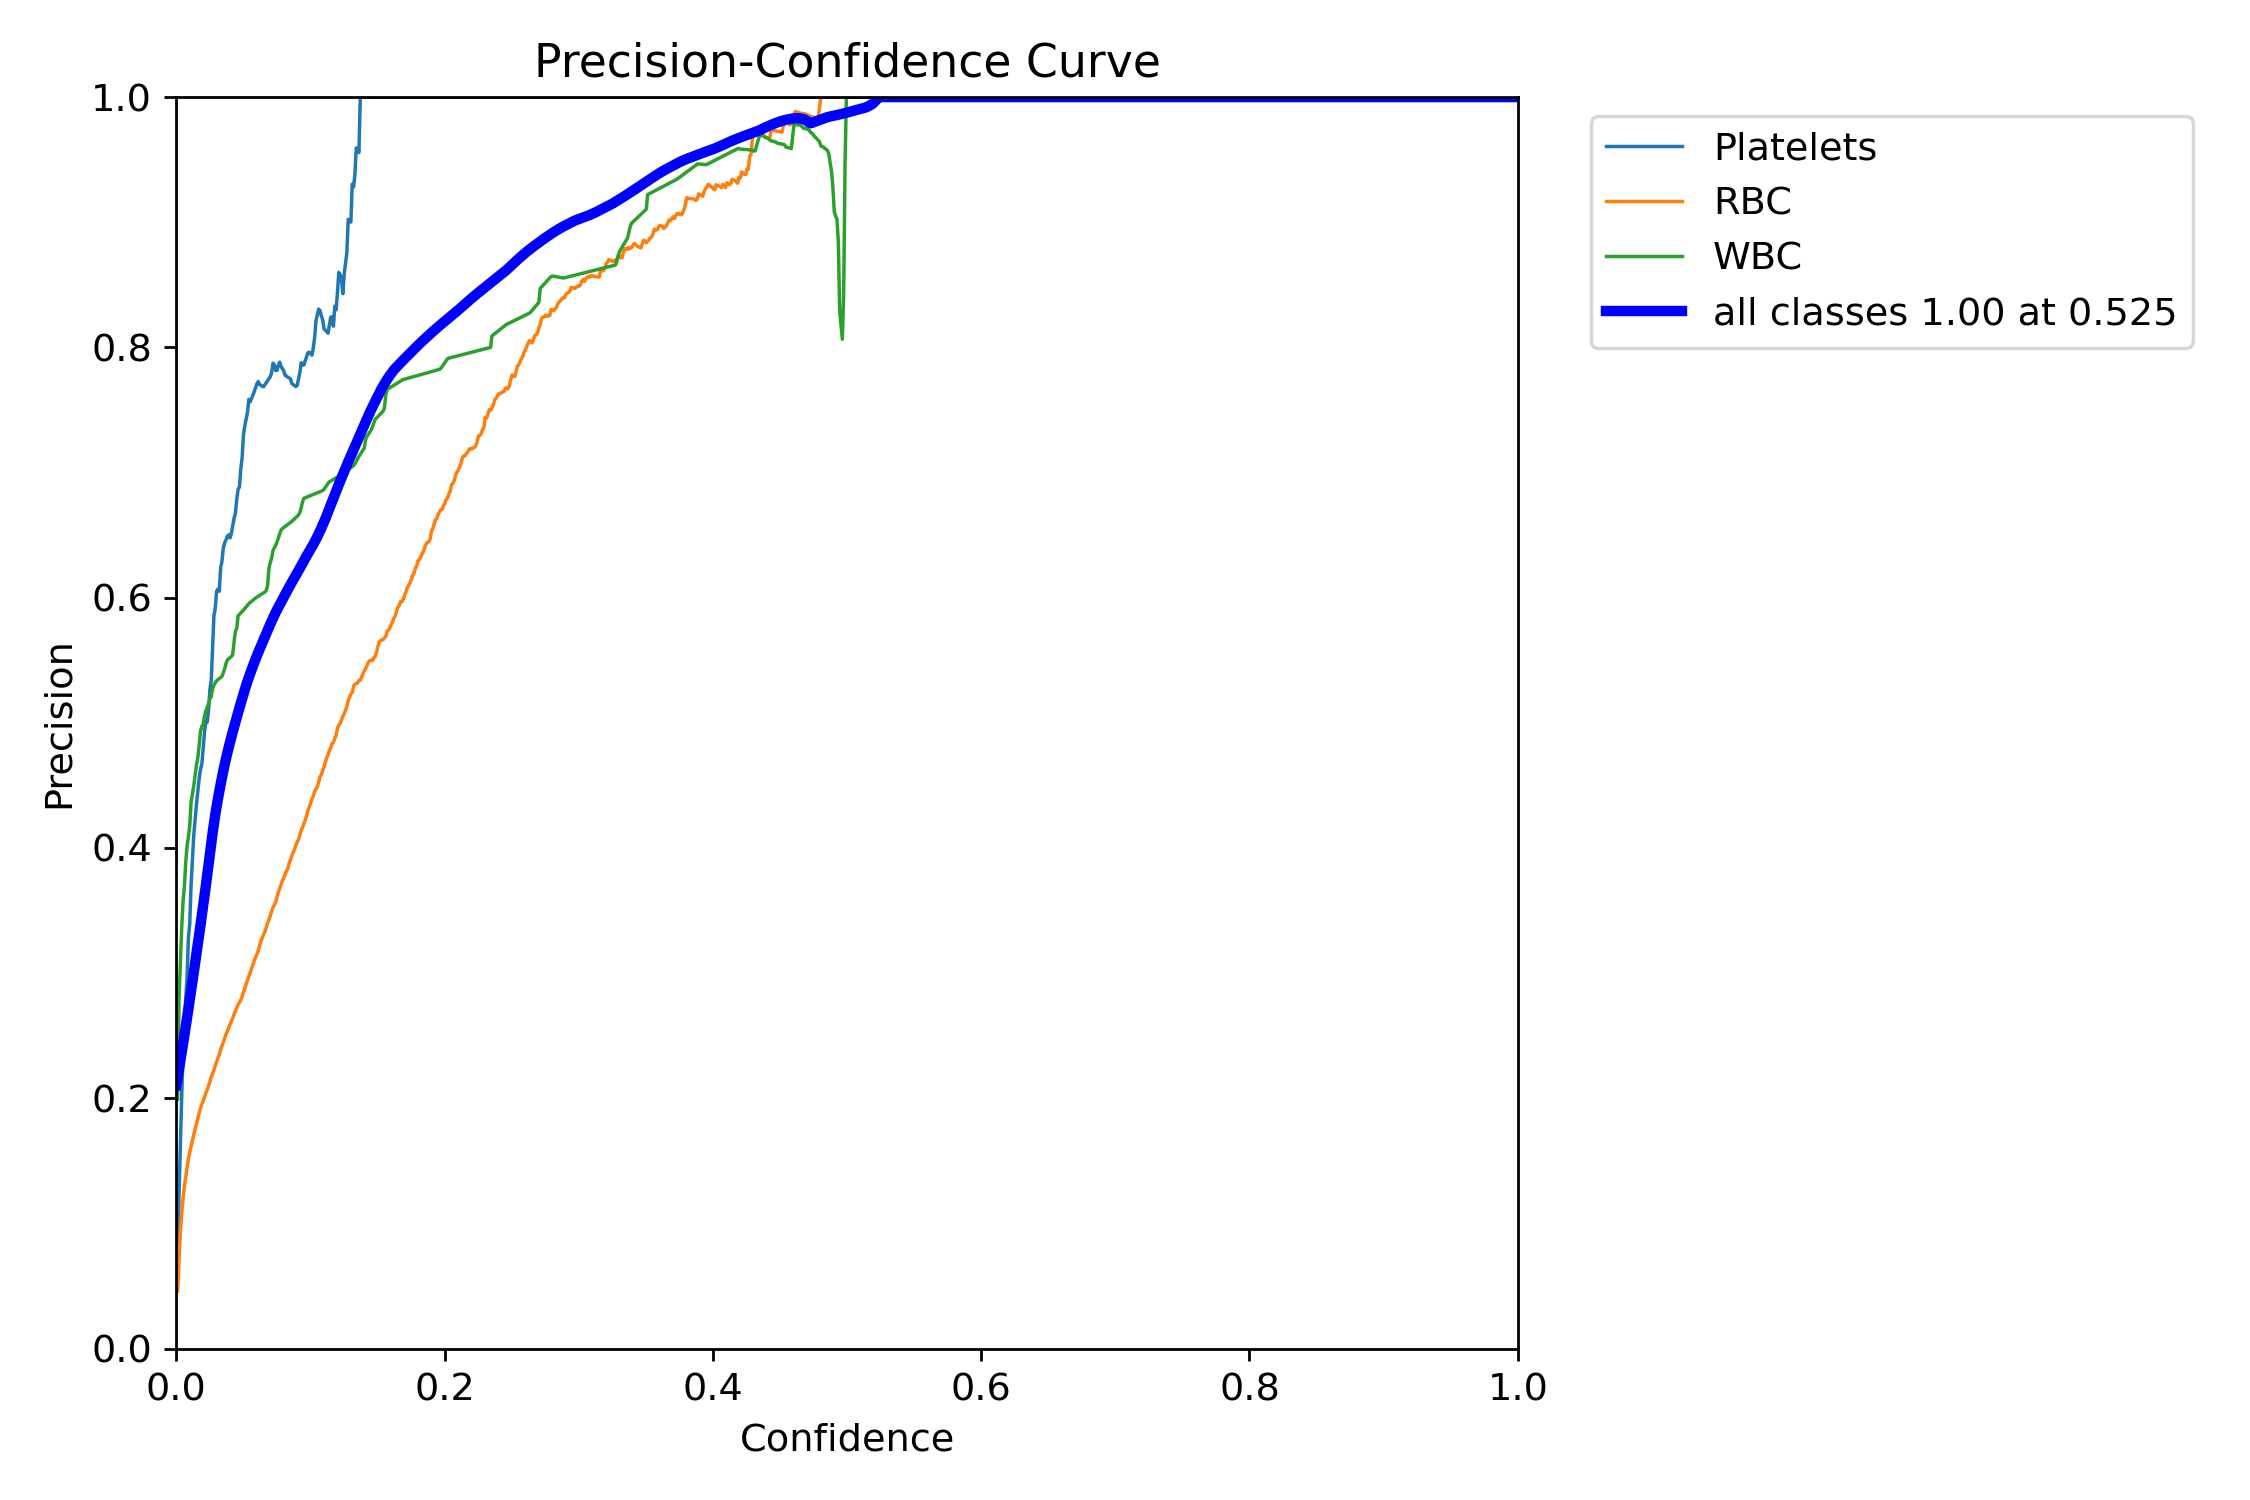 Precision-Confidence Curve
1.0
0.8
0.6
0.4
0.2
0.0
Precision
0.0 0.2 0.4 0.6 0.8 1.0
Confidence
Platelets
RBC
WBC
all classes 1.00 at 0.525